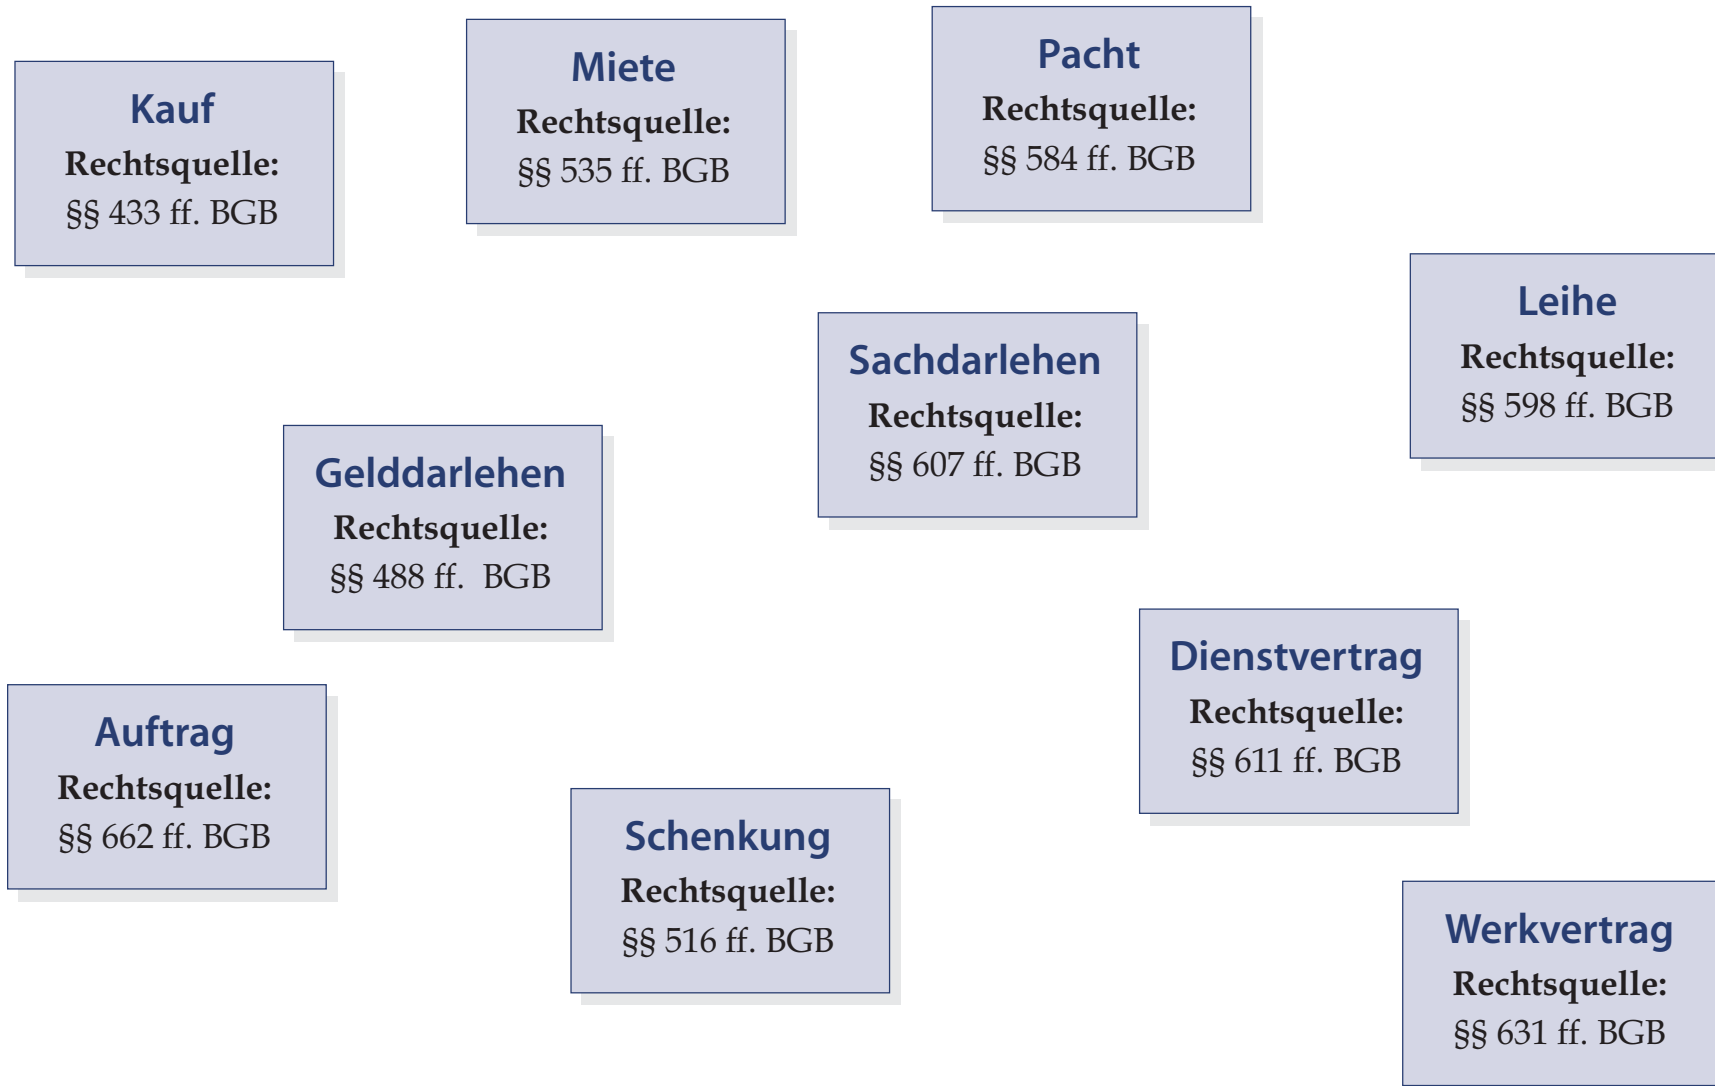 Kauf
Rechtsquelle:
§§ 433 ff. BGB
Miete
Rechtsquelle:
§§ 535 ff. BGB
Pacht
Rechtsquelle:
§§ 584 ff. BGB
Leihe
Rechtsquelle:
§§ 598 ff. BGB
Sachdarlehen
Rechtsquelle:
§§ 607 ff. BGB
Gelddarlehen
Rechtsquelle:
§§ 488 ff. BGB
Dienstvertrag
Rechtsquelle:
§§ 611 ff. BGB
Auftrag
Rechtsquelle:
§§ 662 ff. BGB
Schenkung
Rechtsquelle:
§§ 516 ff. BGB
Werkvertrag
Rechtsquelle:
§§ 631 ff. BGB